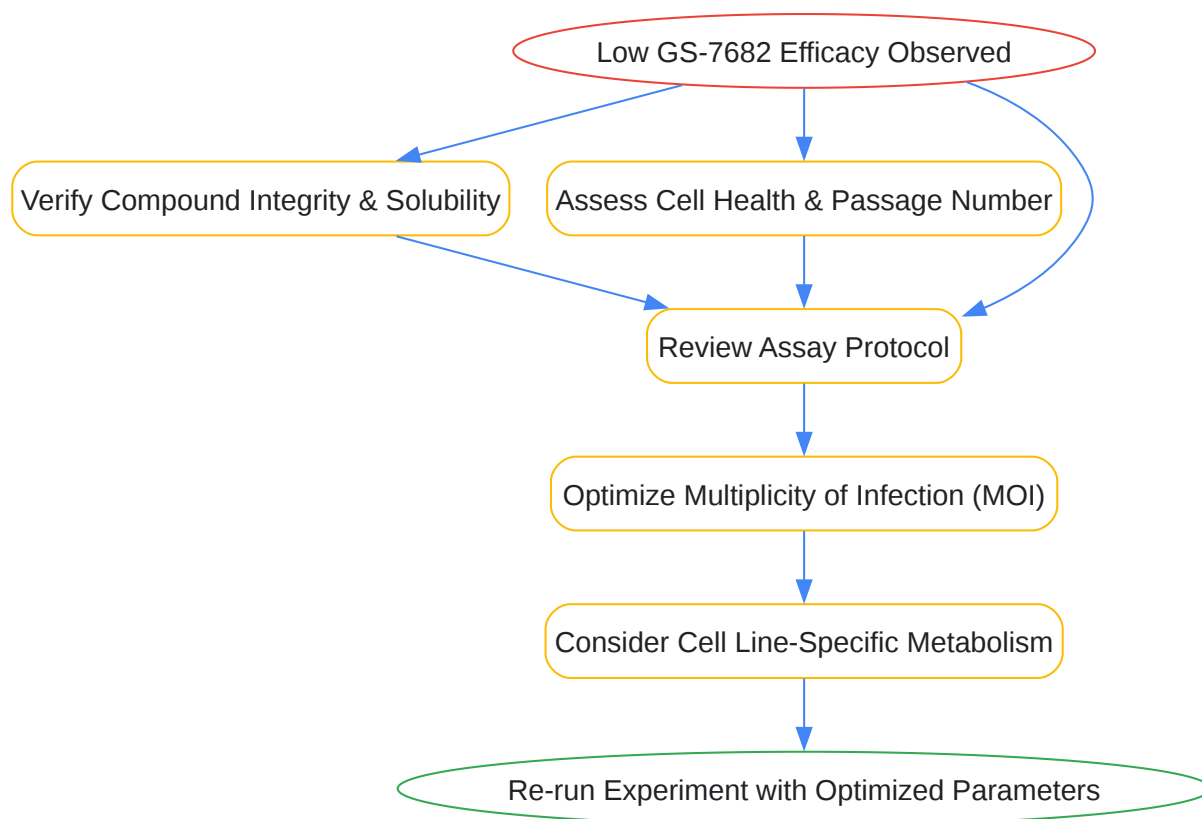 Low GS-7682 Efficacy Observed
Verify Compound Integrity & Solubility
Assess Cell Health & Passage Number
Review Assay Protocol
Optimize Multiplicity of Infection (MOI)
Consider Cell Line-Specific Metabolism
Re-run Experiment with Optimized Parameters